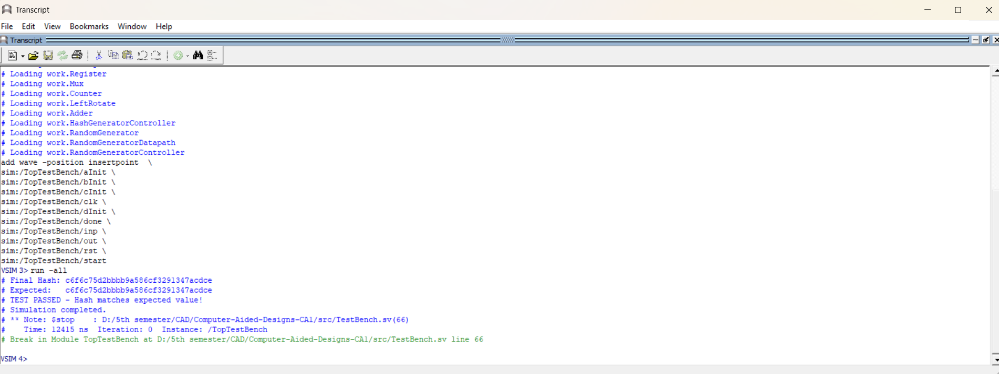 Transcript
File Edit View Bookmarks Window Help
Transcript
# Loading work.Register
# Loading work.Mux
# Loading work.Counter
# Loading work.LeftRotate
# Loading work.Adder
# Loading work.HashGeneratorController
# Loading work.RandomGenerator
# Loading work.RandomGeneratorDatapath
# Loading work.RandomGeneratorController
add wave -position insertpoint  \
sim:/TopTestBench/aInit \
sim:/TopTestBench/bInit \
sim:/TopTestBench/cInit \
sim:/TopTestBench/clk \
sim:/TopTestBench/dInit \
sim:/TopTestBench/done \
sim:/TopTestBench/inp \
sim:/TopTestBench/out \
sim:/TopTestBench/rst \
sim:/TopTestBench/start
VSIM 3> run -all
# Final Hash: c6f6c75d2bbbb9a586cf3291347acdce
# Expected:   c6f6c75d2bbbb9a586cf3291347acdce
# TEST PASSED - Hash matches expected value!
# Simulation completed.
# ** Note: $stop    : D:/5th semester/CAD/Computer-Aided-Designs-CA1/src/TestBench.sv(66)
#    Time: 12415 ns  Iteration: 0  Instance: /TopTestBench
# Break in Module TopTestBench at D:/5th semester/CAD/Computer-Aided-Designs-CA1/src/TestBench.sv line 66
VSIM 4>